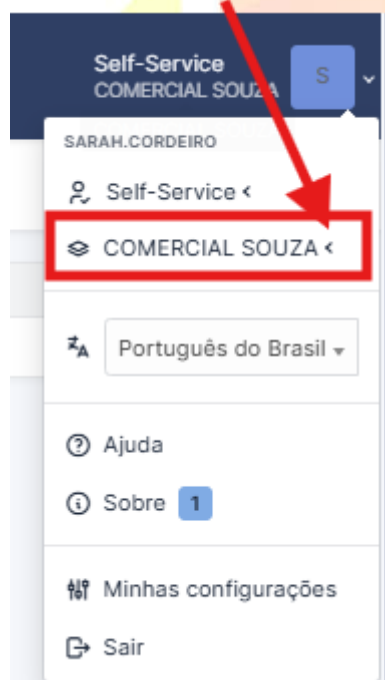 Self-Service
COMERCIAL SOUZA
S
SARAH.CORDEIRO
Self-Service
COMERCIAL SOUZA
Português do Brasil
Ajuda
Sobre 1
Minhas configurações
Sair